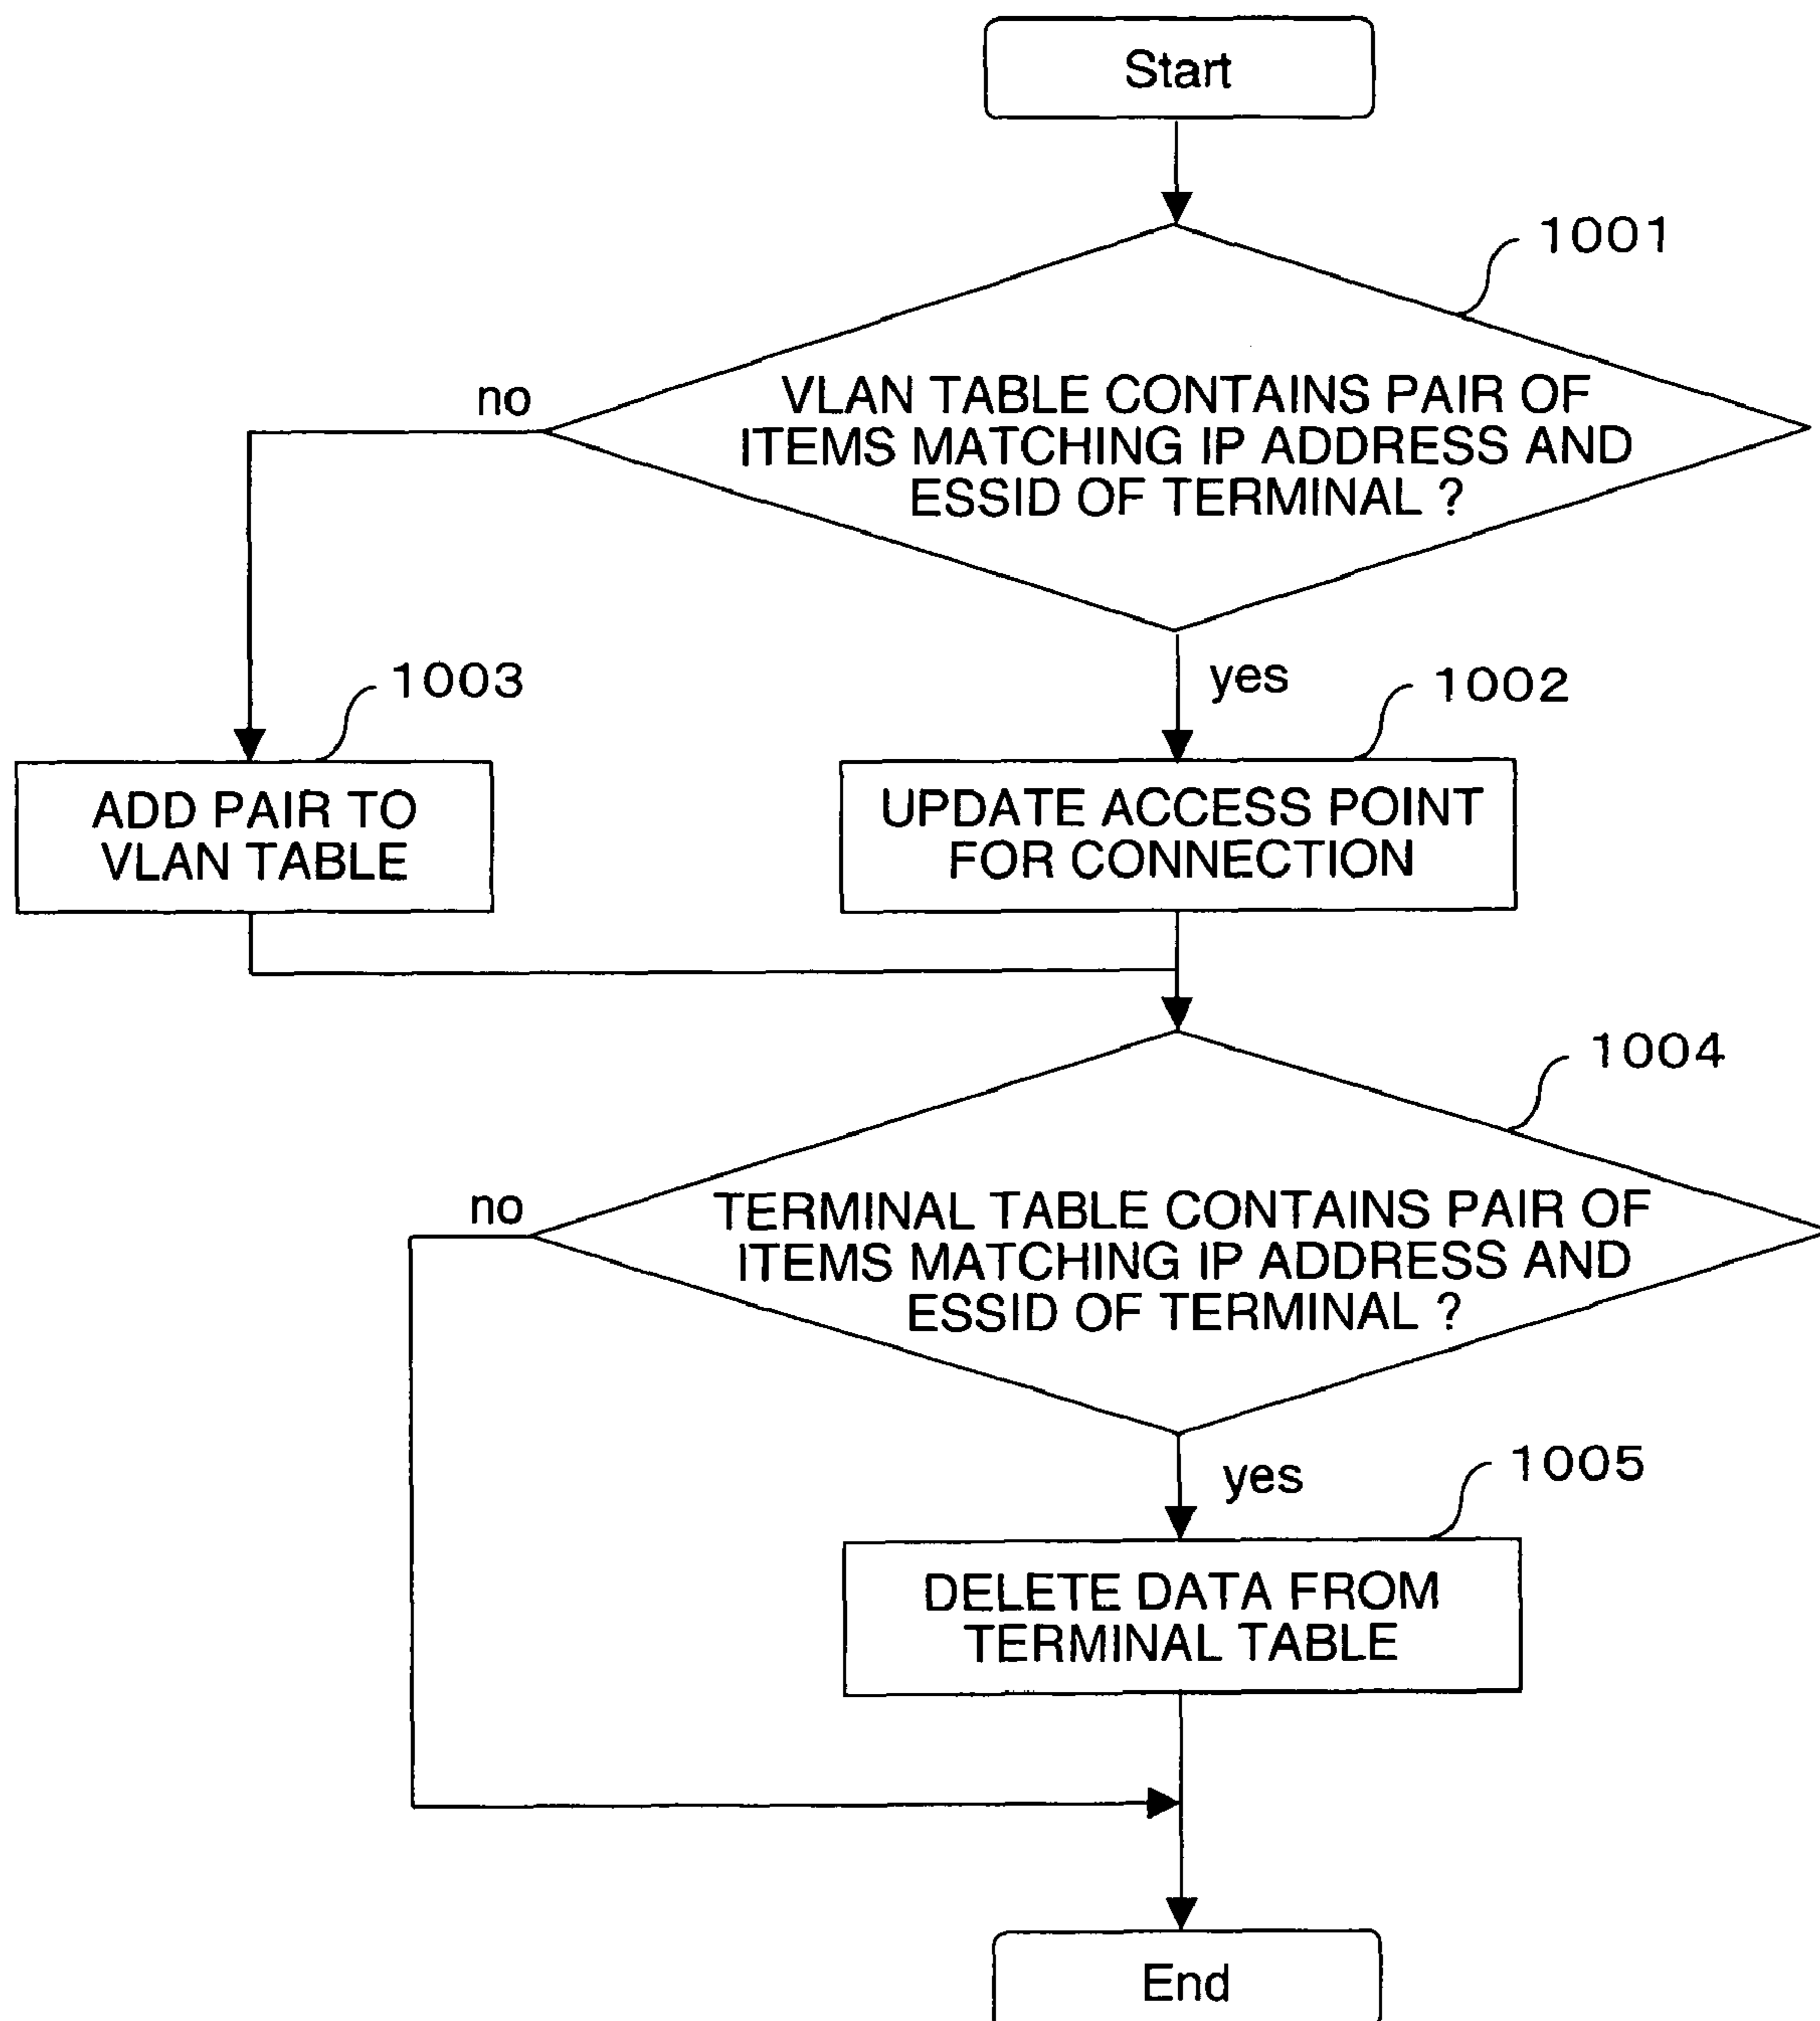 Start
1001
no
VLAN TABLE CONTAINS PAIR OF
ITEMS MATCHING IP ADDRESS AND
ESSID OF TERMINAL ?
yes
1003
1002
ADD PAIR TO
VLAN TABLE
UPDATE ACCESS POINT
FOR CONNECTION
1004
no
TERMINAL TABLE CONTAINS PAIR OF
ITEMS MATCHING IP ADDRESS AND
ESSID OF TERMINAL ?
yes
1005
DELETE DATA FROM
TERMINAL TABLE
End